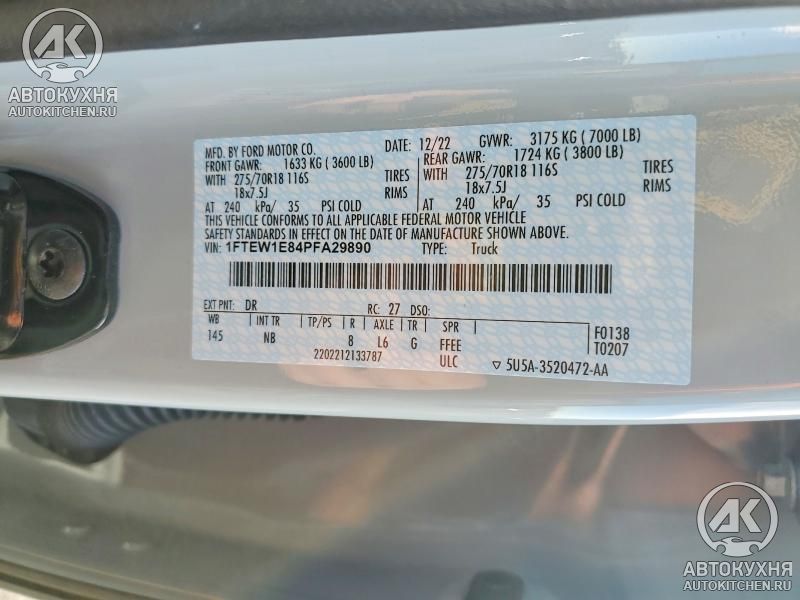 AK
АВТОКУХНЯ
AUTOKITCHEN.RU
MFD. BY FORD MOTOR CO. DATE: 12/22 GVWR: 3175 KG ( 7000 LB)
FRONT GAWR: 1633 KG ( 3600 LB) REAR GAWR: 1724 KG ( 3800 LB)
WITH 275/70R18 116S TIRES WITH 275/70R18 116S TIRES
18x7.5J RIMS 18x7.5J RIMS
AT 240 kPa/ 35 PSI COLD AT 240 kPa/ 35 PSI COLD
THIS VEHICLE CONFORMS TO ALL APPLICABLE FEDERAL MOTOR VEHICLE
SAFETY STANDARDS IN EFFECT ON THE DATE OF MANUFACTURE SHOWN ABOVE.
VIN: 1FTEW1E84PFA29890 TYPE: Truck
EXT PNT: DR RC: 27 DSO:
WB INT TR TP/PS R AXLE TR SPR F0138
145 NB 8 L6 G FFEE T0207
2202212133787 ULC ▽ 5U5A-3520472-AA
AK
АВТОКУХНЯ
AUTOKITCHEN.RU